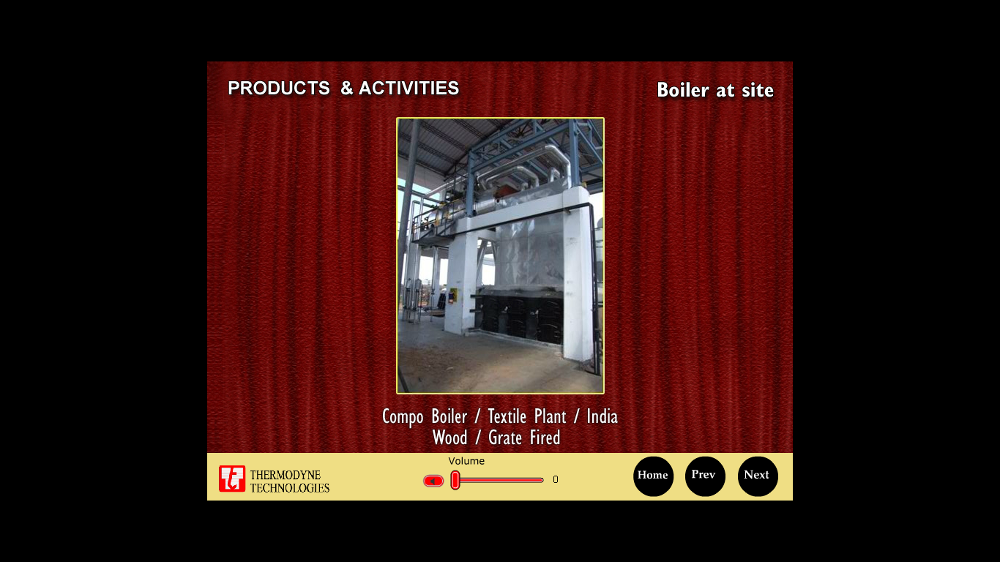 PRODUCTS & ACTIVITIES
Boiler at site
Compo Boiler / Textile Plant / India
Wood / Grate Fired
THERMODYNE
TECHNOLOGIES
Volume
0
Home
Prev
Next